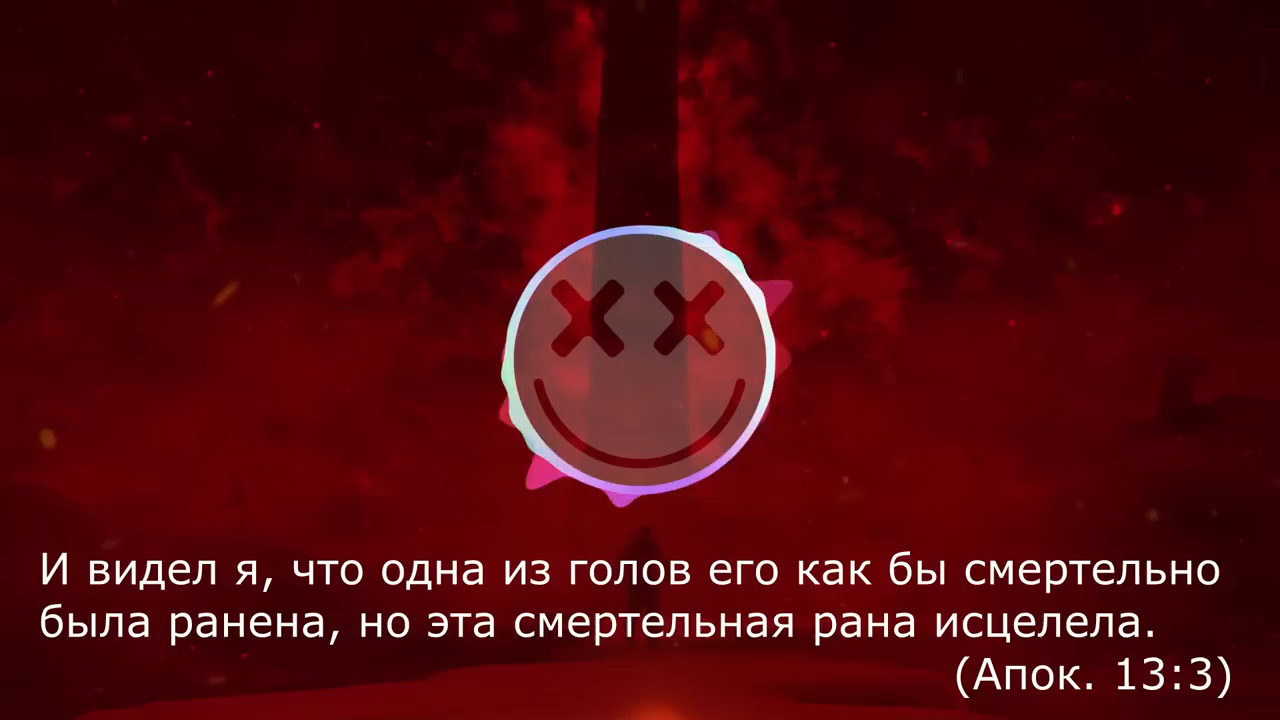 И видел я, что одна из голов его как бы смертельно
была ранена, но эта смертельная рана исцелела.
(Апок. 13:3)